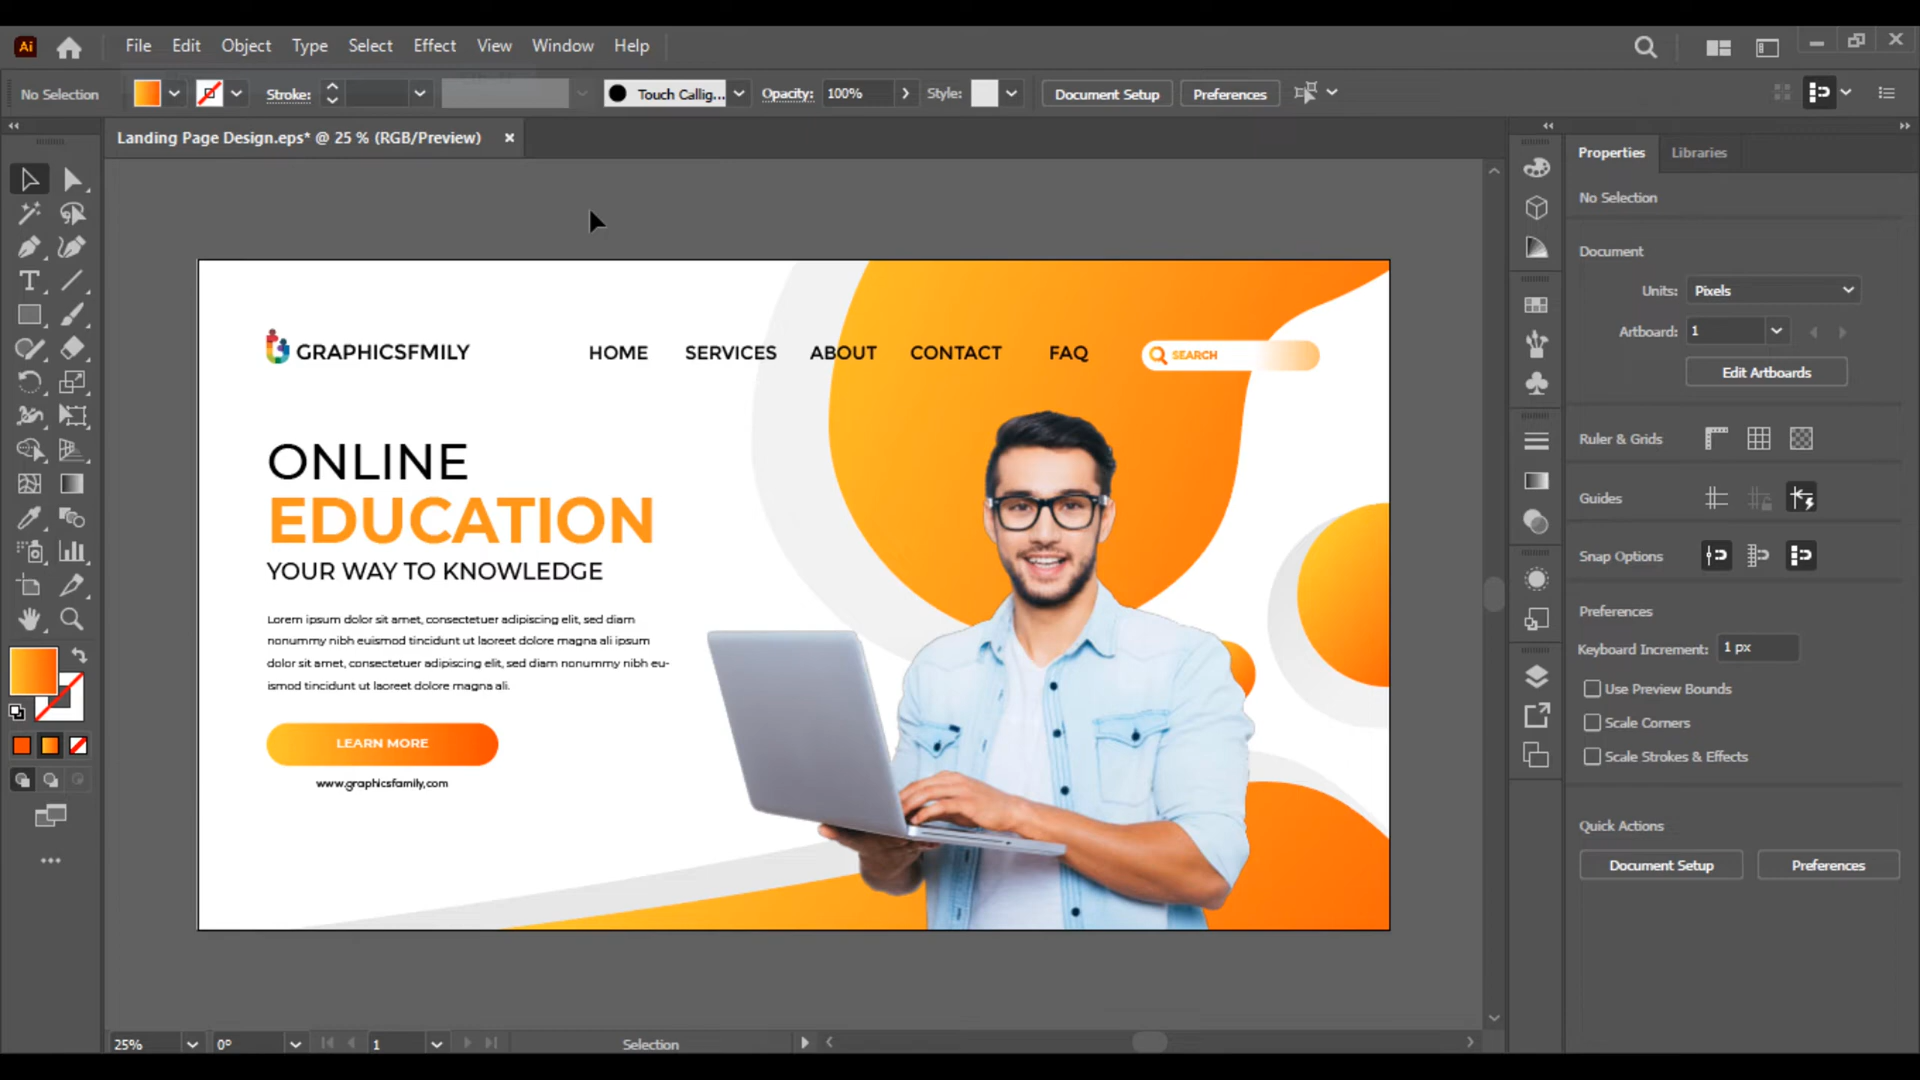 Ai
File Edit Object Type Select Effect View Window Help
No Selection Stroke: Touch Callig... Opacity: 100% Style: Document Setup Preferences
Landing Page Design.eps* @ 25 % (RGB/Preview)
GRAPHICSFMILY
HOME SERVICES ABOUT CONTACT FAQ SEARCH
ONLINE
EDUCATION
YOUR WAY TO KNOWLEDGE
Lorem ipsum dolor sit amet, consectetuer adipiscing elit, sed diam
nonummy nibh euismod tincidunt ut laoreet dolore magna ali ipsum
dolor sit amet, consectetuer adipiscing elit, sed diam nonummy nibh eu-
ismod tincidunt ut laoreet dolore magna ali.
LEARN MORE
www.graphicsfamily.com
25% 0° 1 Selection
Properties Libraries
No Selection
Document
Units: Pixels
Artboard: 1
Edit Artboards
Ruler & Grids
Guides
Snap Options
Preferences
Keyboard Increment: 1 px
Use Preview Bounds
Scale Corners
Scale Strokes & Effects
Quick Actions
Document Setup Preferences